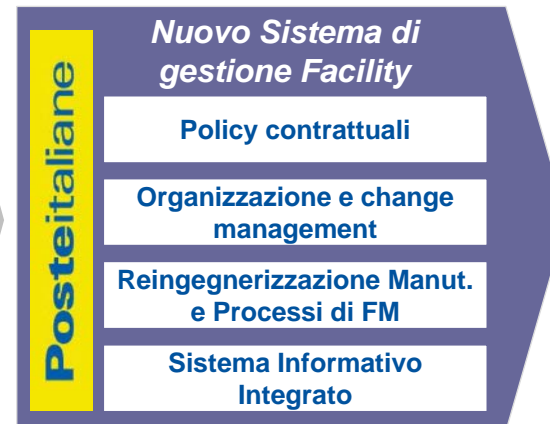 Posteitaliane
Nuovo Sistema di
gestione Facility
Policy contrattuali
Organizzazione e change
management
Reingegnerizzazione Manut.
e Processi di FM
Sistema Informativo
Integrato